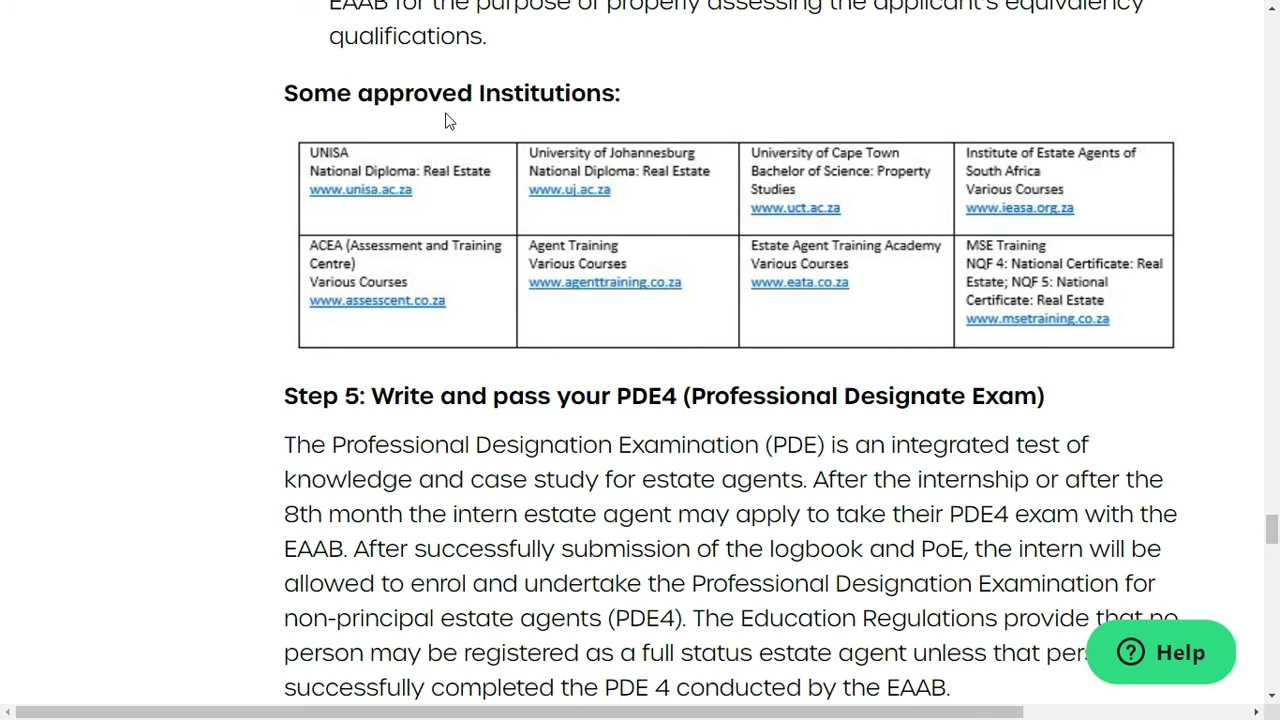 EAAB for the purpose of properly assessing the applicant's equivalency
qualifications.
Some approved Institutions:
UNISA
National Diploma: Real Estate
www.unisa.ac.za
University of Johannesburg
National Diploma: Real Estate
www.uj.ac.za
University of Cape Town
Bachelor of Science: Property
Studies
www.uct.ac.za
Institute of Estate Agents of
South Africa
Various Courses
www.ieasa.org.za
ACEA (Assessment and Training
Centre)
Various Courses
www.assesscent.co.za
Agent Training
Various Courses
www.agenttraining.co.za
Estate Agent Training Academy
Various Courses
www.eata.co.za
MSE Training
NQF 4: National Certificate: Real
Estate; NQF 5: National
Certificate: Real Estate
www.msetraining.co.za
Step 5: Write and pass your PDE4 (Professional Designate Exam)
The Professional Designation Examination (PDE) is an integrated test of
knowledge and case study for estate agents. After the internship or after the
8th month the intern estate agent may apply to take their PDE4 exam with the
EAAB. After successfully submission of the logbook and PoE, the intern will be
allowed to enrol and undertake the Professional Designation Examination for
non-principal estate agents (PDE4). The Education Regulations provide that no
person may be registered as a full status estate agent unless that
successfully completed the PDE 4 conducted by the EAAB.
Help